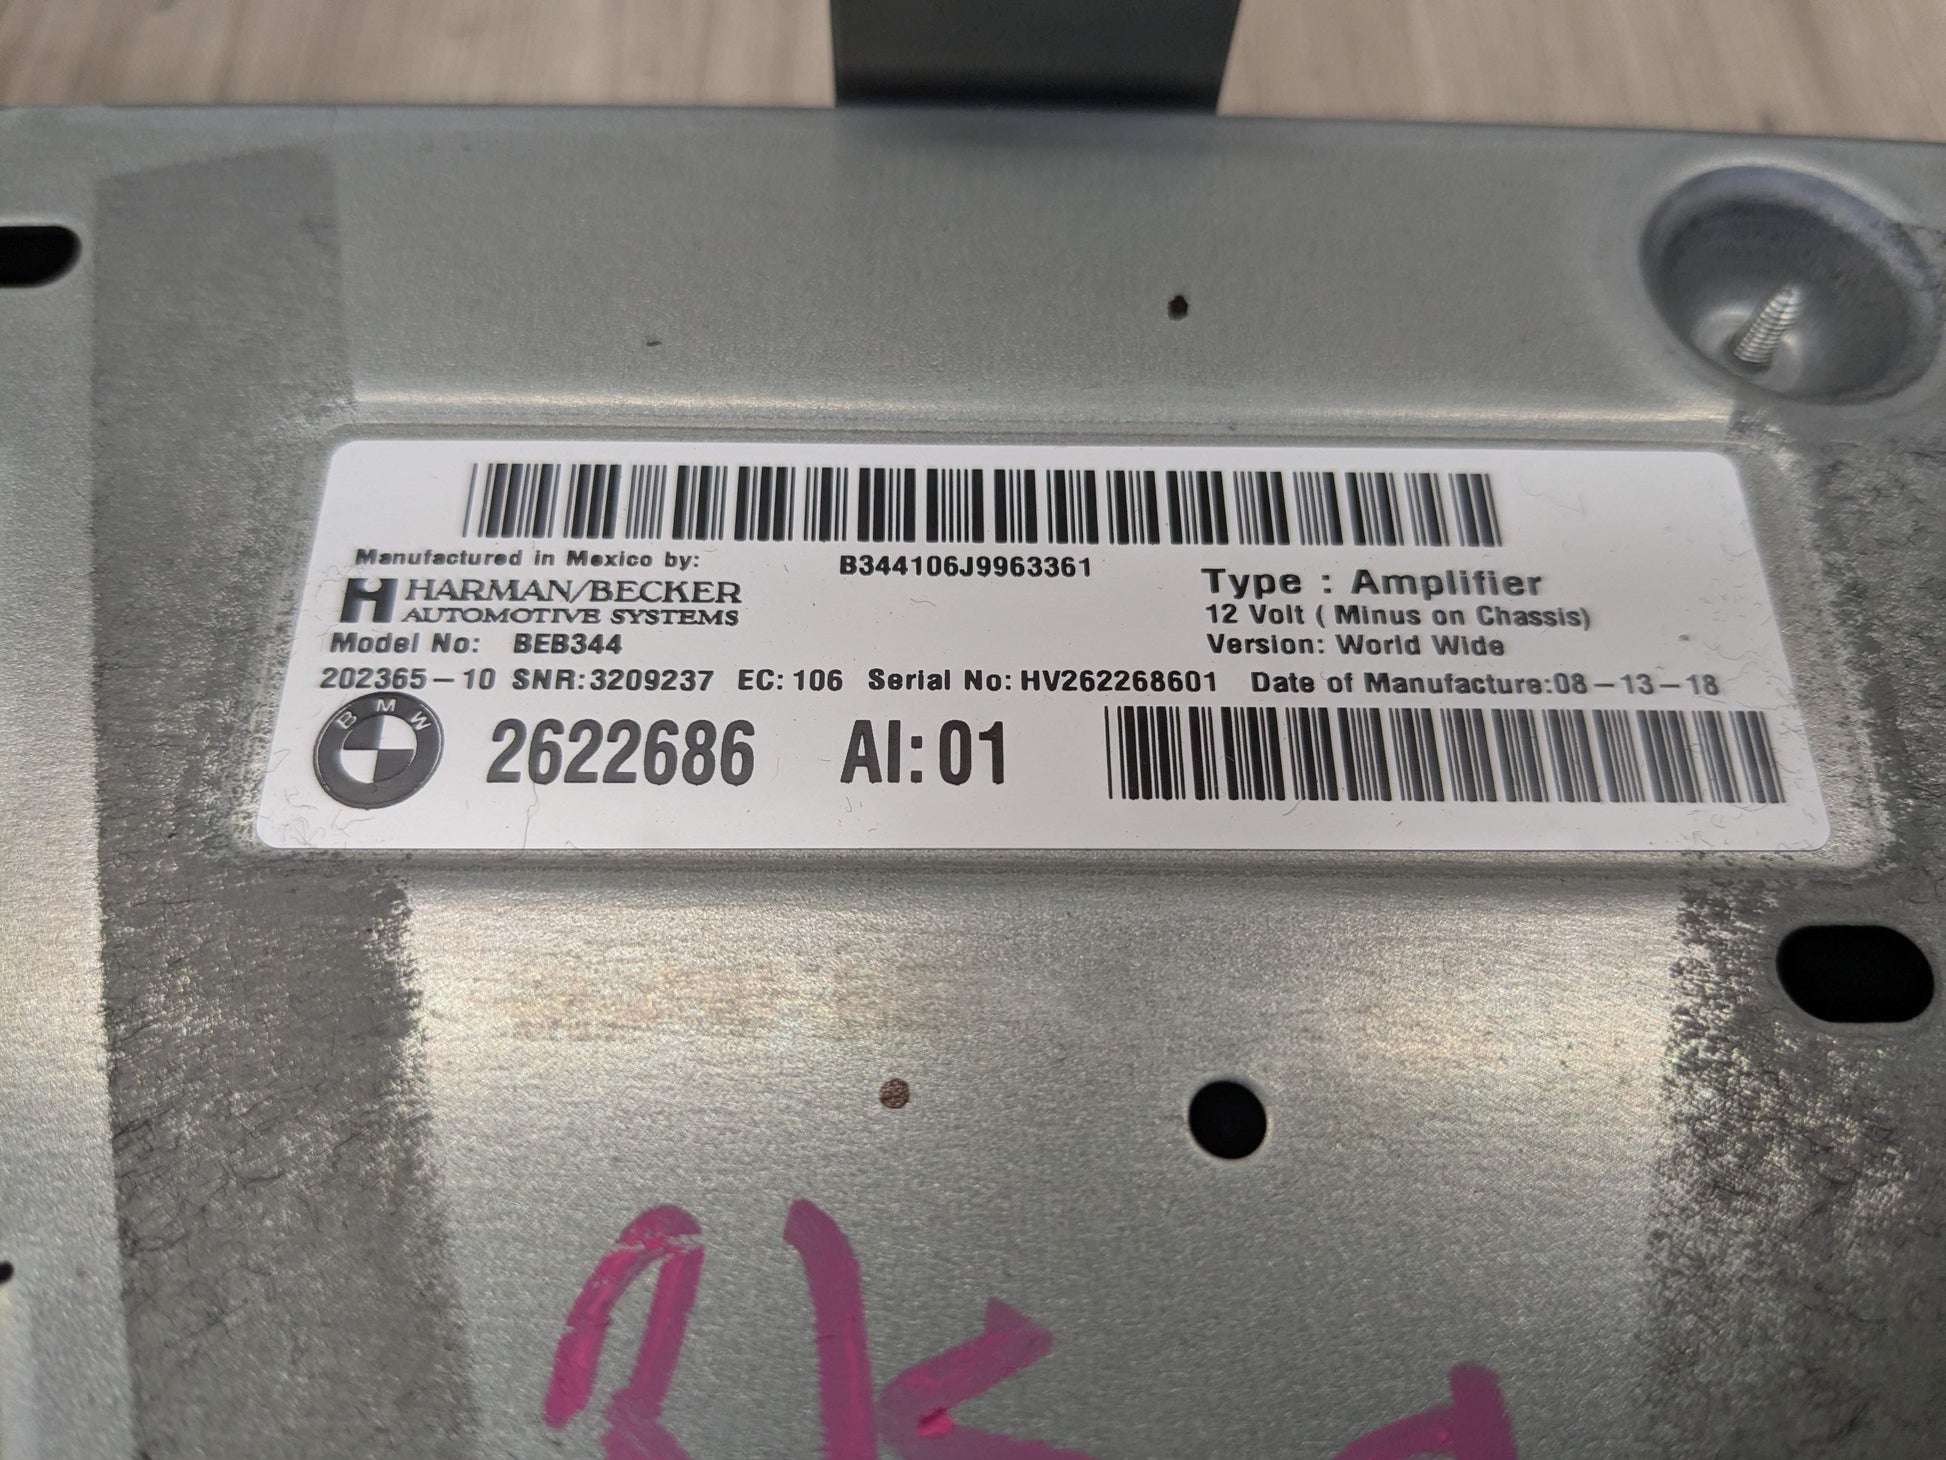 Manufactured in Mexico by:
HARMAN/BECKER
AUTOMOTIVE SYSTEMS
Model No: BEB344
B344106J9963361
Type : Amplifier
12 Volt ( Minus on Chassis)
Version: World Wide
202365-10 SNR:3209237 EC: 106 Serial No: HV262268601 Date of Manufacture:08-13-18
BMW
2622686 AI:01